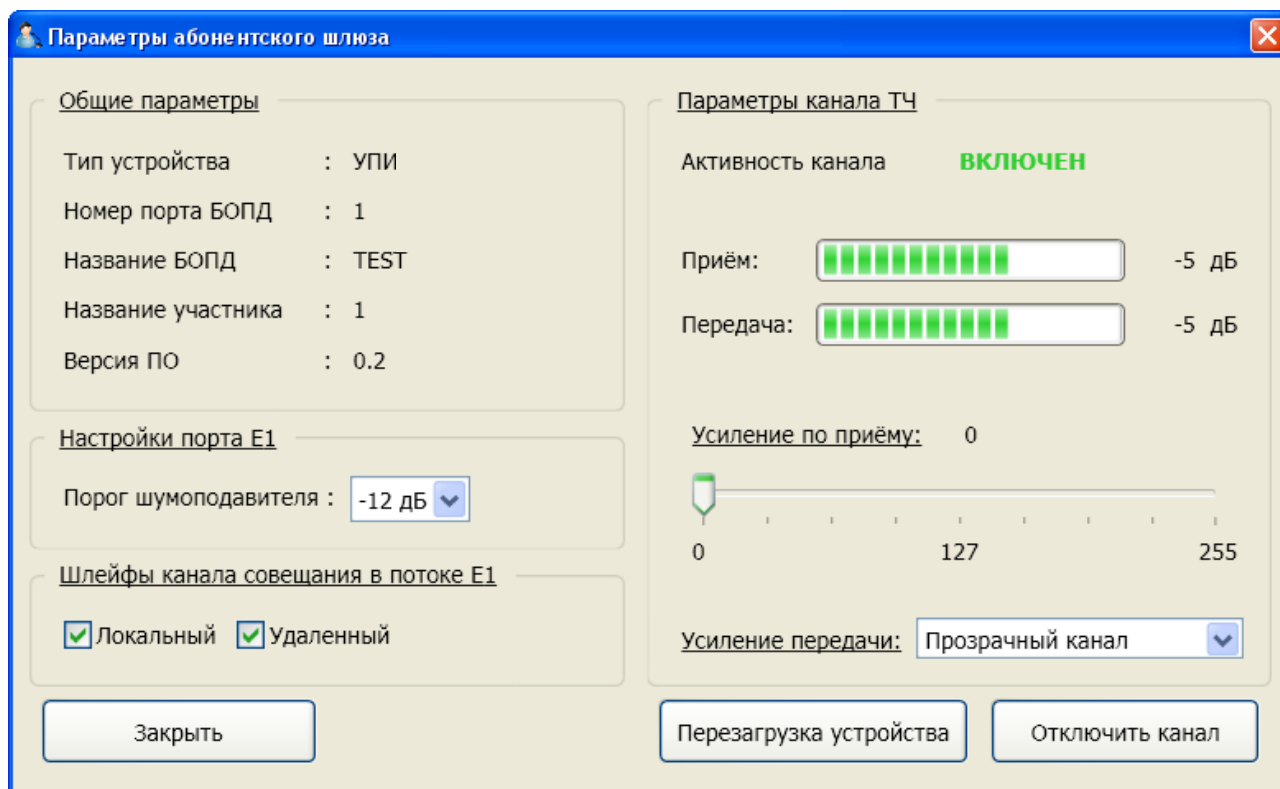 Параметры абонентского шлюза
Общие параметры
Тип устройства : УПИ
Номер порта БОПД : 1
Название БОПД : TEST
Название участника : 1
Версия ПО : 0.2
Настройки порта Е1
Порог шумоподавителя : -12 дБ
Шлейфы канала совещания в потоке Е1
Локальный Удаленный
Закрыть
Параметры канала ТЧ
Активность канала ВКЛЮЧЕН
Приём: -5 дБ
Передача: -5 дБ
Усиление по приёму: 0
0 127 255
Усиление передачи: Прозрачный канал
Перезагрузка устройства Отключить канал